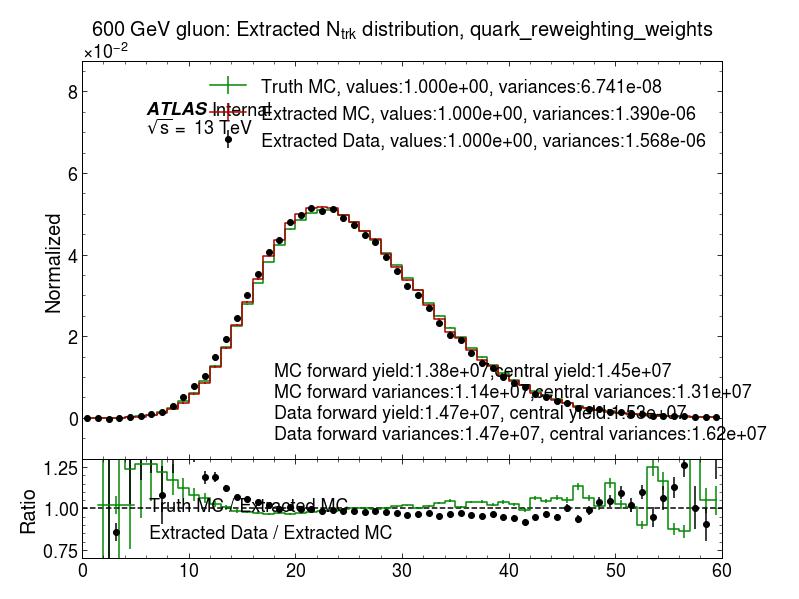 600 GeV gluon: Extracted Ntrk distribution, quark_reweighting_weights
×10−2
Truth MC, values:1.000e+00, variances:6.741e-08
ATLAS Internal
Extracted MC, values:1.000e+00, variances:1.390e-06
√s = 13 TeV
Extracted Data, values:1.000e+00, variances:1.568e-06
8
6
4
2
0
Normalized
MC forward yield:1.38e+07,central yield:1.45e+07
MC forward variances:1.14e+07, central variances:1.31e+07
Data forward yield:1.47e+07, central yield:1.52e+07
Data forward variances:1.47e+07, central variances:1.62e+07
1.25
1.00
0.75
Ratio
Truth MC / Extracted MC
Extracted Data / Extracted MC
0 10 20 30 40 50 60